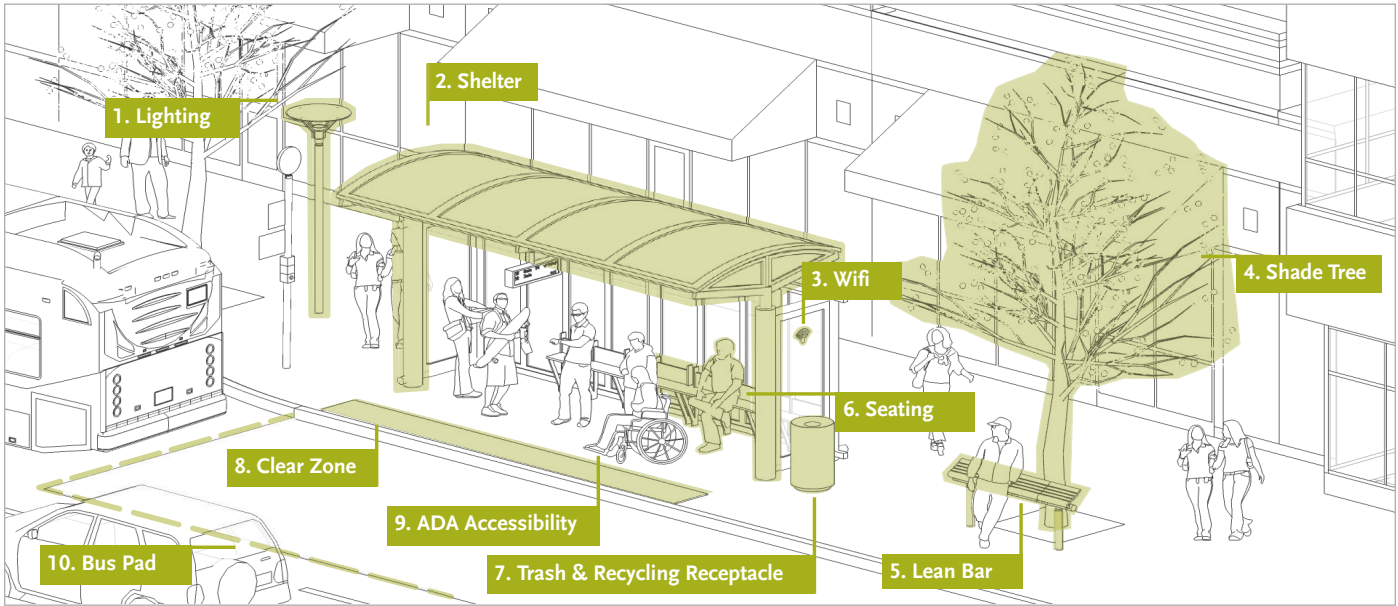 1. Lighting
2. Shelter
3. Wifi
4. Shade Tree
5. Lean Bar
6. Seating
7. Trash & Recycling Receptacle
8. Clear Zone
9. ADA Accessibility
10. Bus Pad